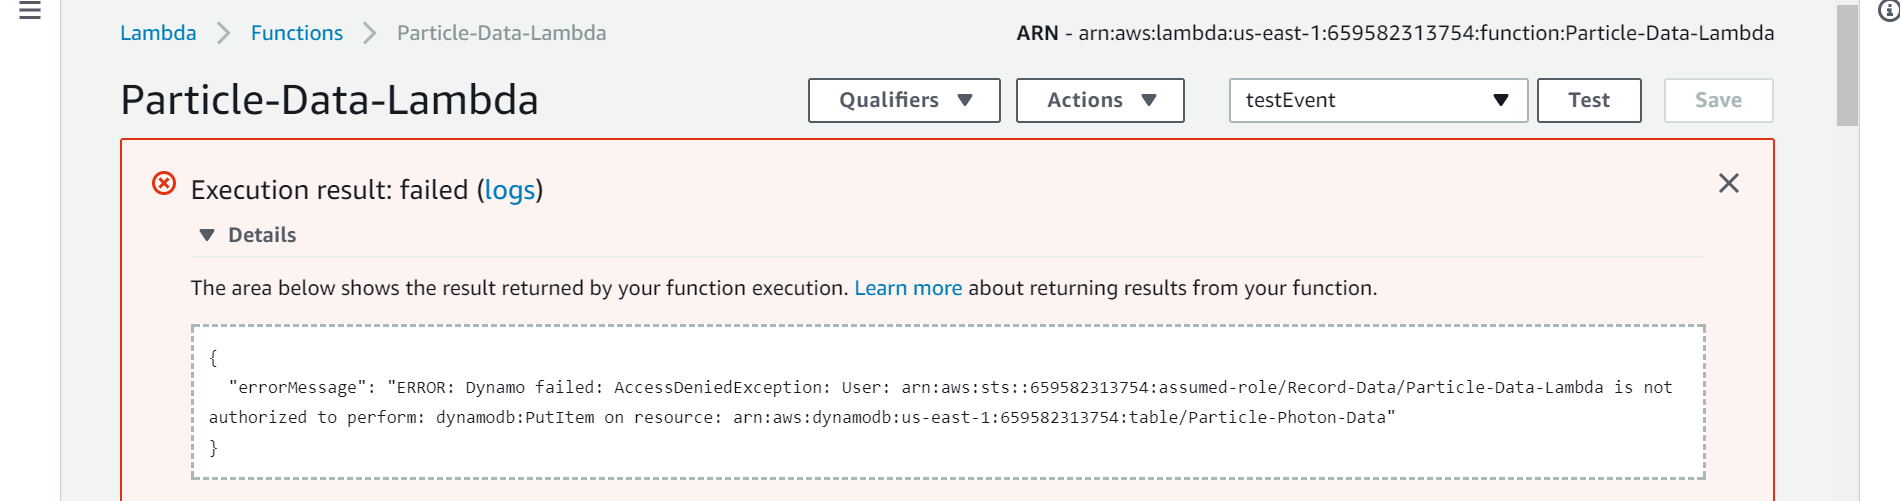 Lambda Functions Particle-Data-Lambda ARN - arn:aws:lambda:us-east-1:659582313754:function:Particle-Data-Lambda
Particle-Data-Lambda Qualifiers Actions testEvent Test Save
Execution result: failed (logs)
Details
The area below shows the result returned by your function execution. Learn more about returning results from your function.
{
"errorMessage": "ERROR: Dynamo failed: AccessDeniedException: User: arn:aws:sts::659582313754:assumed-role/Record-Data/Particle-Data-Lambda is not
authorized to perform: dynamodb:PutItem on resource: arn:aws:dynamodb:us-east-1:659582313754:table/Particle-Photon-Data"
}